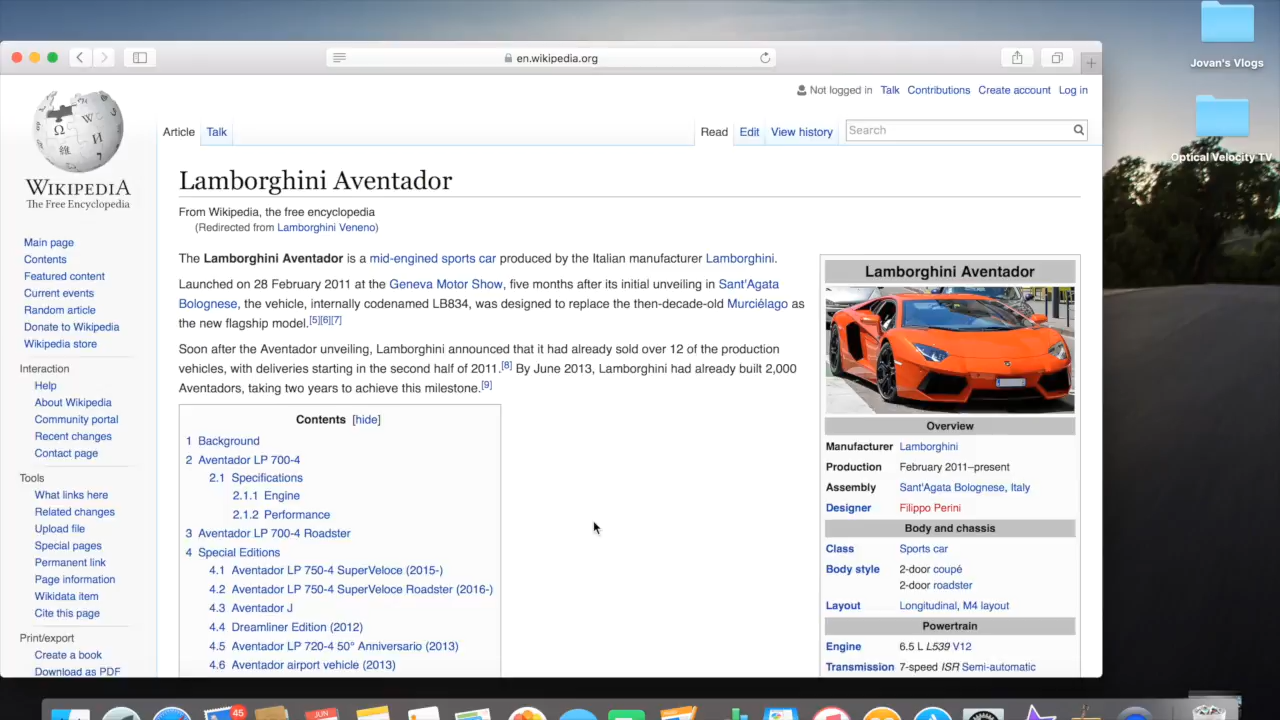 Jovan's Vlogs
Optical Velocity TV
en.wikipedia.org
Not logged in Talk Contributions Create account Log in
Article Talk Read Edit View history Search
WIKIPEDIA
The Free Encyclopedia
Main page
Contents
Featured content
Current events
Random article
Donate to Wikipedia
Wikipedia store
Interaction
Help
About Wikipedia
Community portal
Recent changes
Contact page
Tools
What links here
Related changes
Upload file
Special pages
Permanent link
Page information
Wikidata item
Cite this page
Print/export
Create a book
Download as PDF
Lamborghini Aventador
From Wikipedia, the free encyclopedia
(Redirected from Lamborghini Veneno)
The Lamborghini Aventador is a mid-engined sports car produced by the Italian manufacturer Lamborghini.
Launched on 28 February 2011 at the Geneva Motor Show, five months after its initial unveiling in Sant'Agata
Bolognese, the vehicle, internally codenamed LB834, was designed to replace the then-decade-old Murciélago as
the new flagship model.[5][6][7]
Soon after the Aventador unveiling, Lamborghini announced that it had already sold over 12 of the production
vehicles, with deliveries starting in the second half of 2011.[8] By June 2013, Lamborghini had already built 2,000
Aventadors, taking two years to achieve this milestone.[9]
Contents [hide]
1 Background
2 Aventador LP 700-4
2.1 Specifications
2.1.1 Engine
2.1.2 Performance
3 Aventador LP 700-4 Roadster
4 Special Editions
4.1 Aventador LP 750-4 SuperVeloce (2015-)
4.2 Aventador LP 750-4 SuperVeloce Roadster (2016-)
4.3 Aventador J
4.4 Dreamliner Edition (2012)
4.5 Aventador LP 720-4 50° Anniversario (2013)
4.6 Aventador airport vehicle (2013)
Lamborghini Aventador
Overview
Manufacturer Lamborghini
Production February 2011–present
Assembly Sant'Agata Bolognese, Italy
Designer Filippo Perini
Body and chassis
Class Sports car
Body style 2-door coupé
2-door roadster
Layout Longitudinal, M4 layout
Powertrain
Engine 6.5 L L539 V12
Transmission 7-speed ISR Semi-automatic
45
JUN